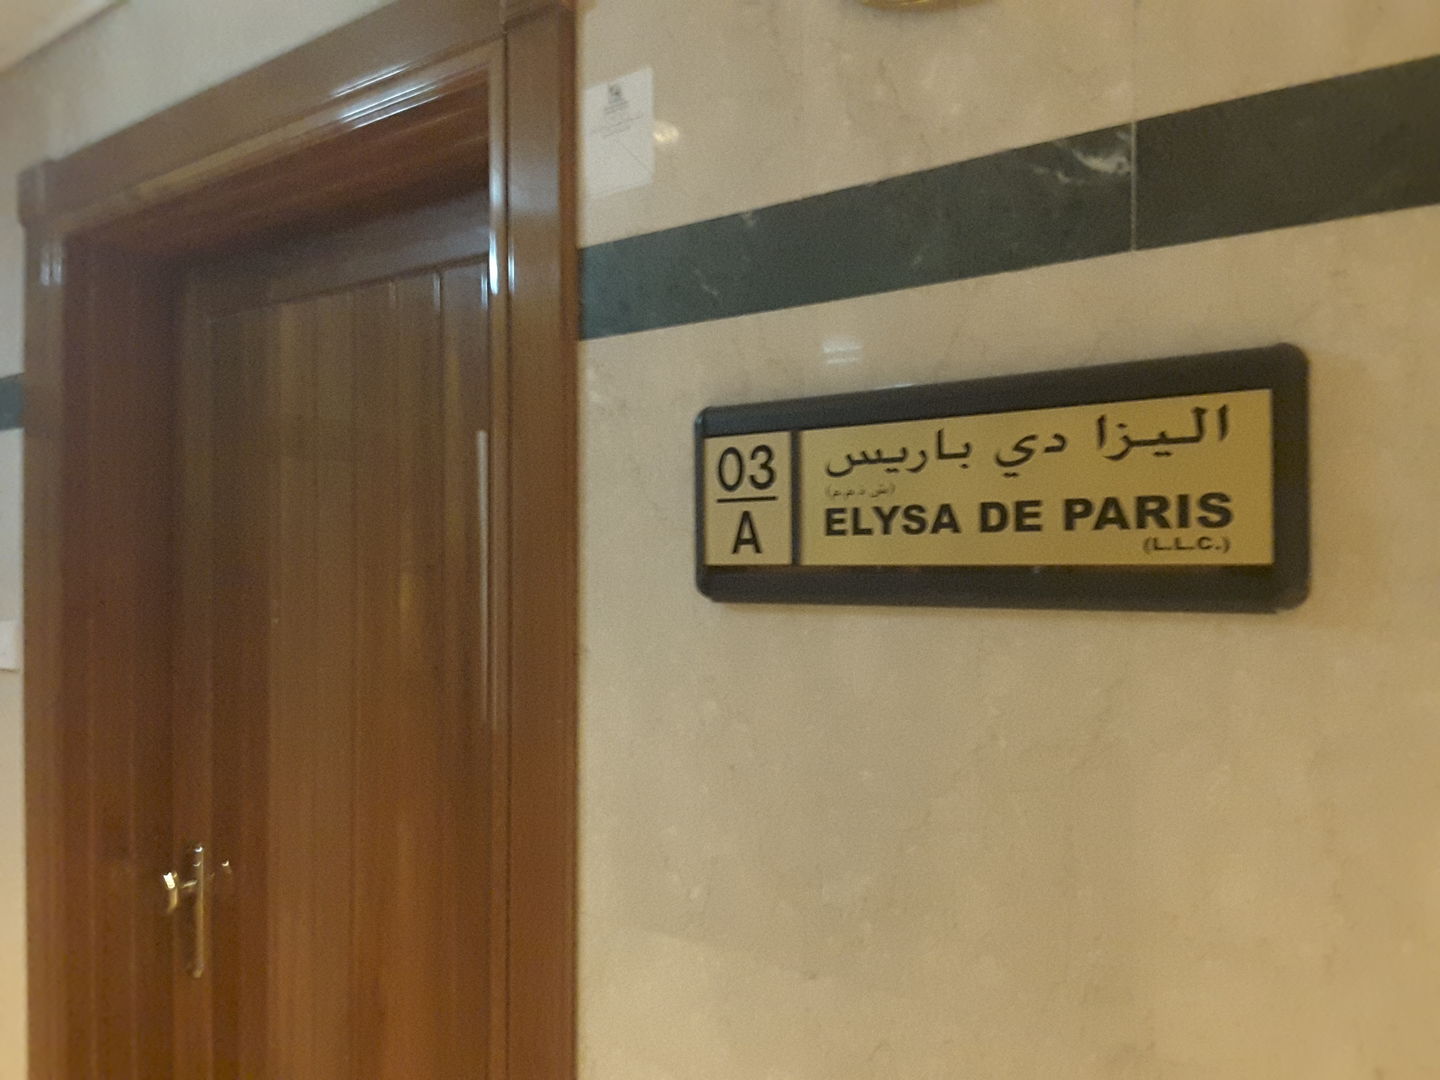 03
A
اليزا دي باريس
(ش.ذ.م.م)
ELYSA DE PARIS
(L.L.C.)